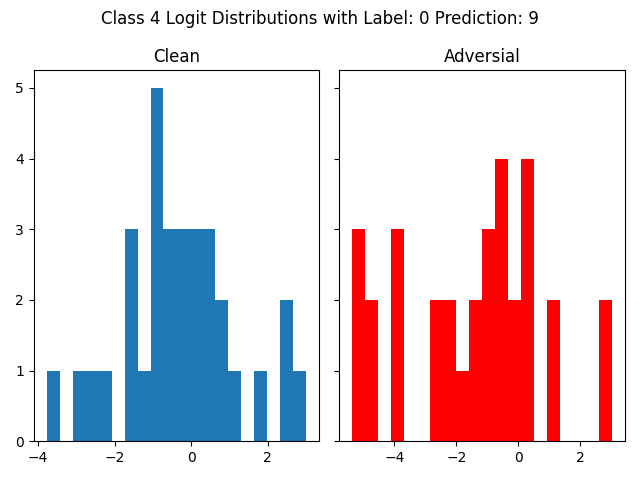 Class 4 Logit Distributions with Label: 0 Prediction: 9
Clean
Adversial
5
4
3
2
1
0
−4 −2 0 2
−4 −2 0 2